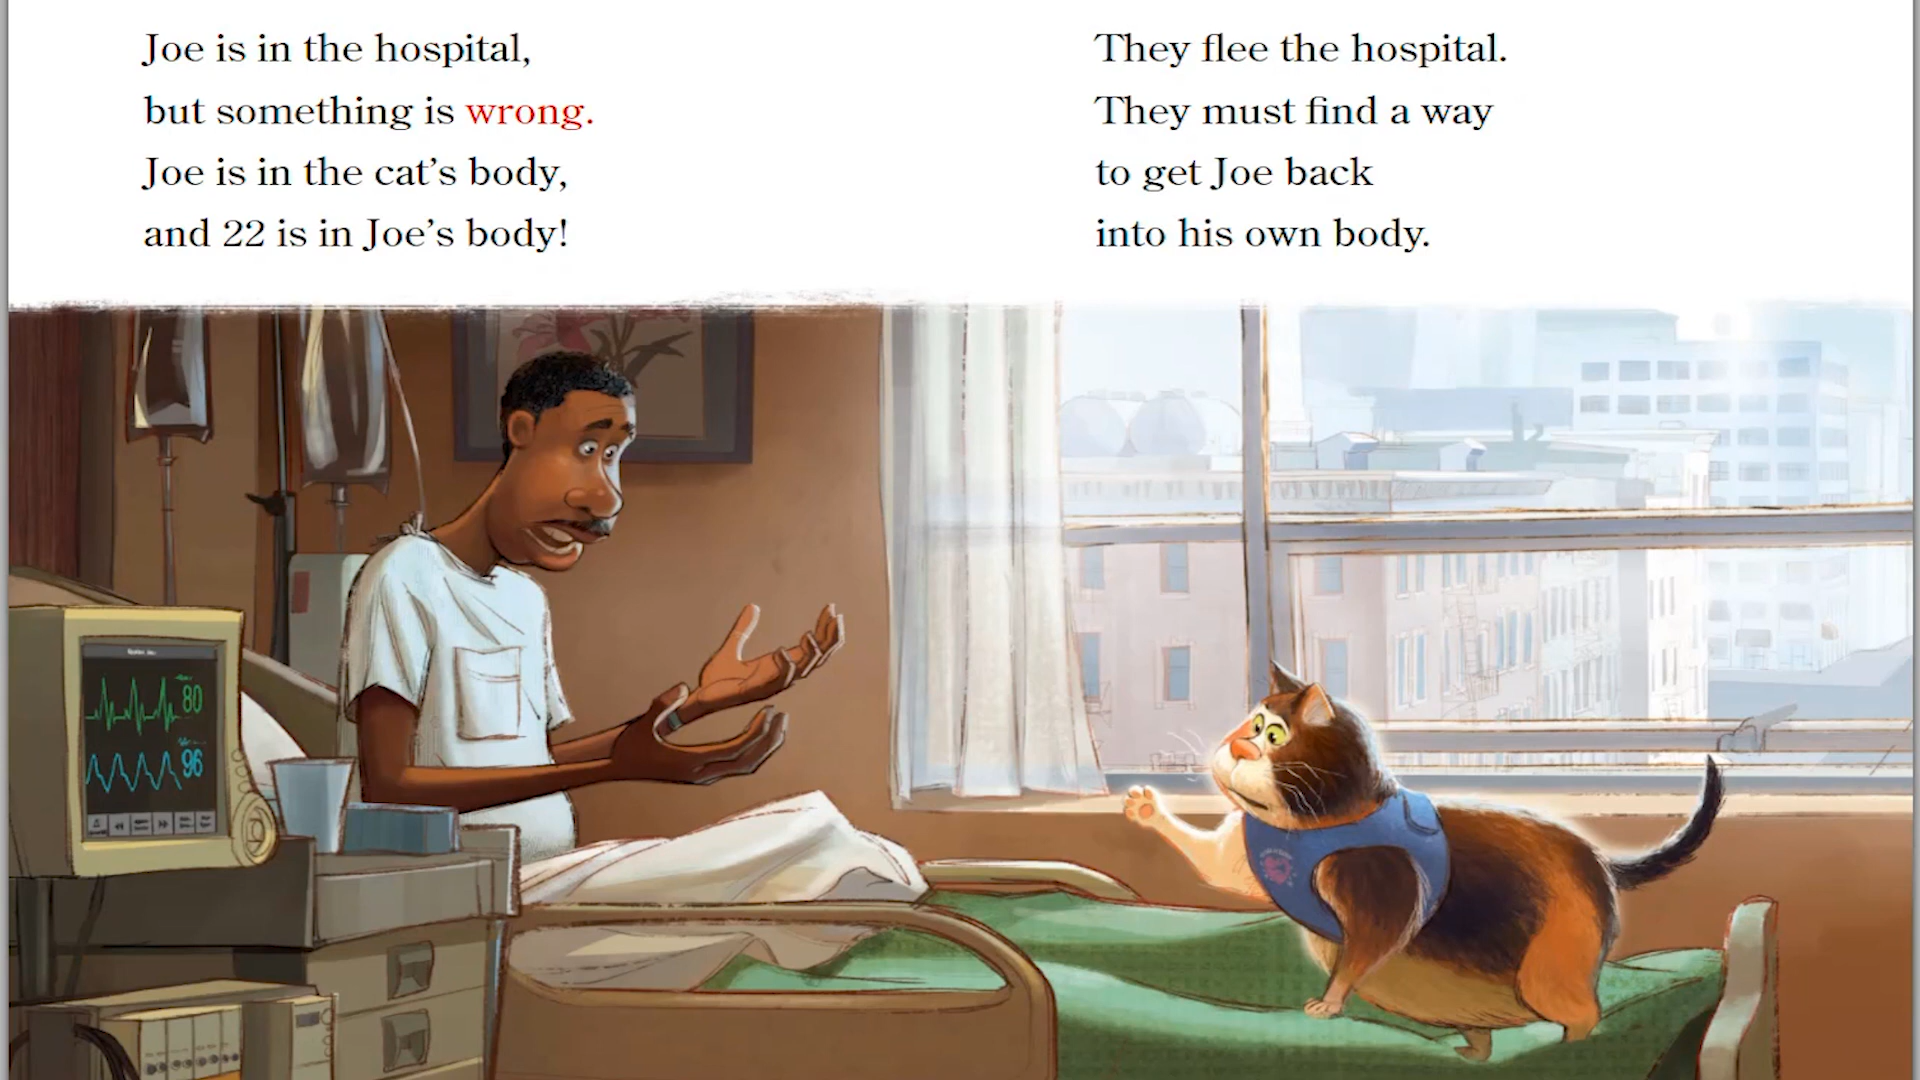 Joe is in the hospital,
but something is wrong.
Joe is in the cat’s body,
and 22 is in Joe’s body!
They flee the hospital.
They must find a way
to get Joe back
into his own body.
80
96